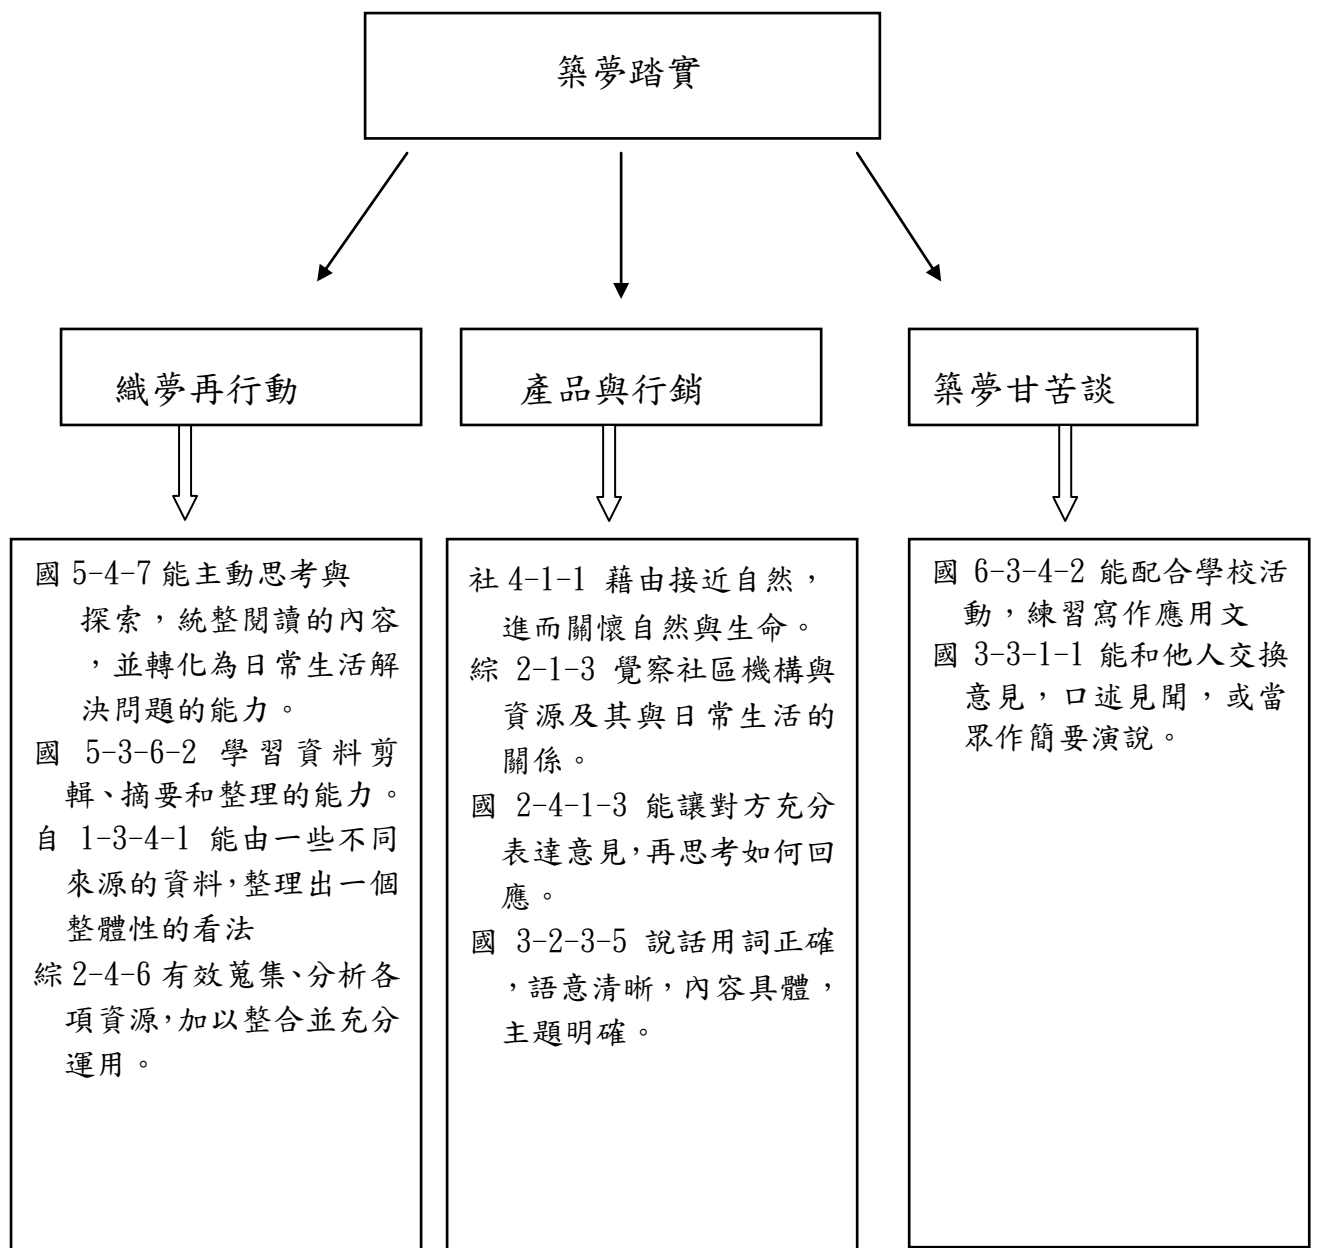 築夢踏實
織夢再行動
產品與行銷
築夢甘苦談
國 5-4-7 能主動思考與
探索，統整閱讀的內容
，並轉化為日常生活解
決問題的能力。
國 5-3-6-2 學習資料剪
輯、摘要和整理的能力。
自 1-3-4-1 能由一些不同
來源的資料，整理出一個
整體性的看法
綜 2-4-6 有效蒐集、分析各
項資源，加以整合並充分
運用。
社 4-1-1 藉由接近自然，
進而關懷自然與生命。
綜 2-1-3 覺察社區機構與
資源及其與日常生活的
關係。
國 2-4-1-3 能讓對方充分
表達意見，再思考如何回
應。
國 3-2-3-5 說話用詞正確
，語意清晰，內容具體，
主題明確。
國 6-3-4-2 能配合學校活
動，練習寫作應用文
國 3-3-1-1 能和他人交換
意見，口述見聞，或當
眾作簡要演說。